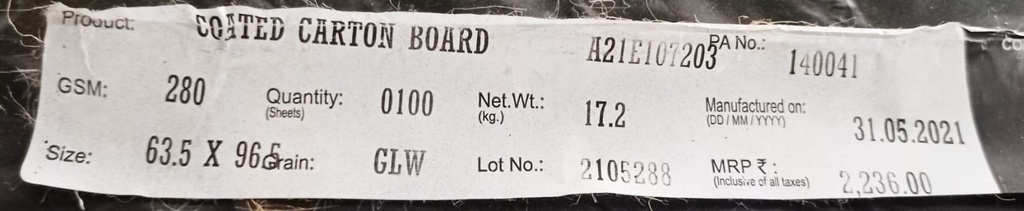 Product: COATED CARTON BOARD A21E107203 PA No.: 140041
GSM: 280 Quantity: (Sheets) 0100 Net.Wt.: (kg.) 17.2 Manufactured on: (DD / MM / YYYY) 31.05.2021
Size: 63.5 X 96.5 Grain: GLW Lot No.: 2105288 MRP ₹ : (Inclusive of all taxes) 2,236.00